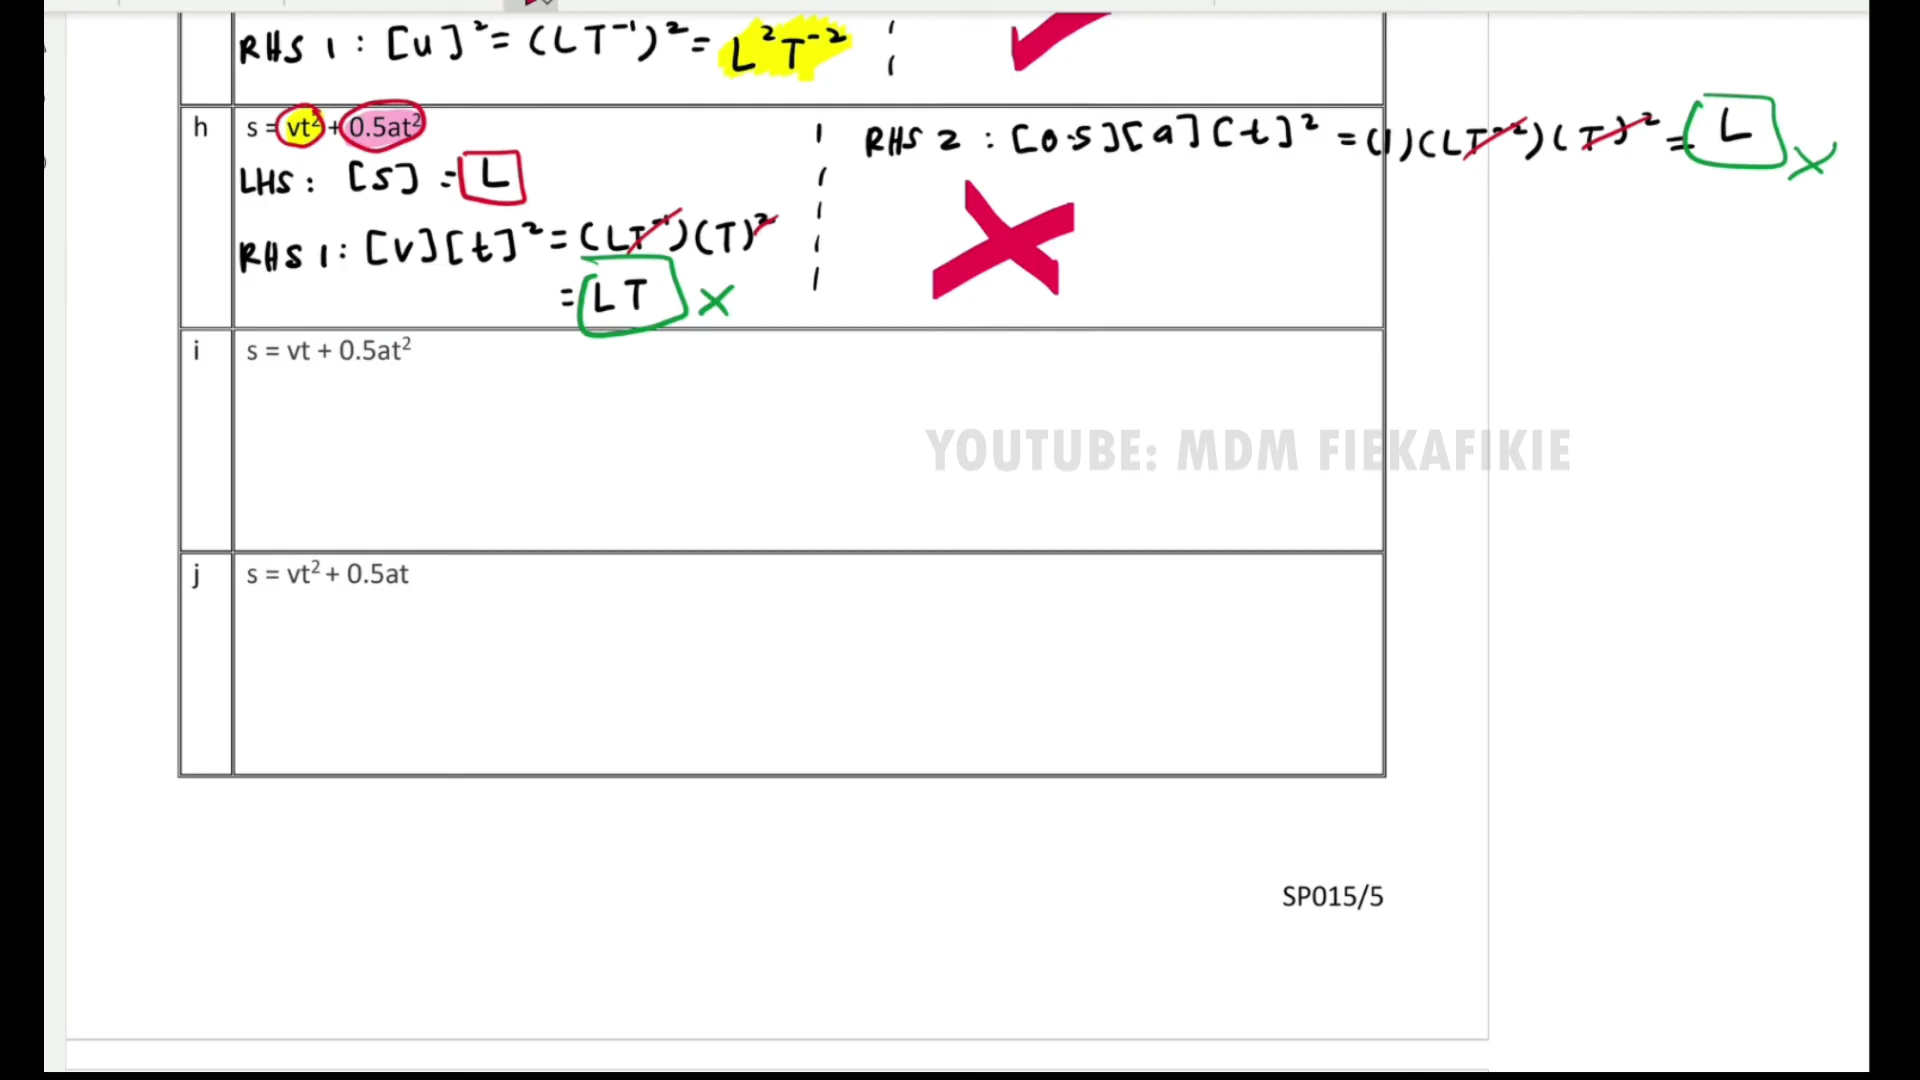 RHS 1 : [u]² = (LT⁻¹)² = L²T⁻²
h s = vt² + 0.5at²
LHS : [s] = L
RHS 1 : [v][t]² = (LT⁻¹)(T)²
= LT X
RHS 2 : [0.5][a][t]² = (1)(LT⁻²)(T)² = L X
i s = vt + 0.5at²
YOUTUBE: MDM FIEKAFIKIE
j s = vt² + 0.5at
SP015/5